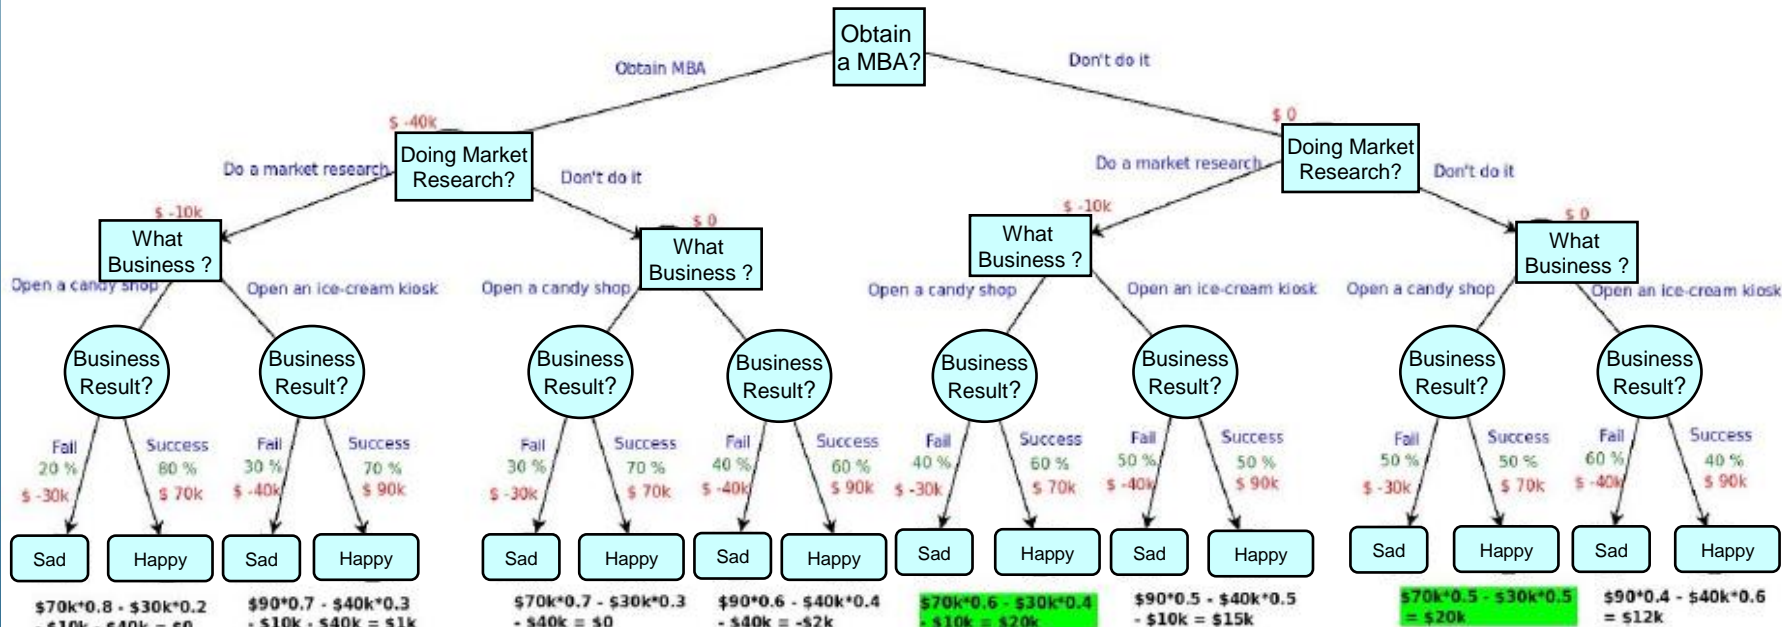 Obtain
a MBA?
Obtain MBA
Don't do it
$ -40k
$ 0
Doing Market
Research?
Doing Market
Research?
Do a market research
Don't do it
Do a market research
Don't do it
$ -10k
$ 0
$ -10k
$ 0
What
Business ?
What
Business ?
What
Business ?
What
Business ?
Open a candy shop
Open an ice-cream kiosk
Open a candy shop
Open a candy shop
Open an ice-cream kiosk
Open a candy shop
Open an ice-cream kiosk
Business
Result?
Business
Result?
Business
Result?
Business
Result?
Business
Result?
Business
Result?
Business
Result?
Business
Result?
Fail
20 %
$ -30k
Success
80 %
$ 70k
Fail
30 %
$ -40k
Success
70 %
$ 90k
Fail
30 %
$ -30k
Success
70 %
$ 70k
Fail
40 %
$ -40k
Success
60 %
$ 90k
Fail
40 %
$ -30k
Success
60 %
$ 70k
Fail
50 %
$ -40k
Success
50 %
$ 90k
Fail
50 %
$ -30k
Success
50 %
$ 70k
Fail
60 %
$ -40k
Success
40 %
$ 90k
Sad
Happy
Sad
Happy
Sad
Happy
Sad
Happy
Sad
Happy
Sad
Happy
Sad
Happy
Sad
Happy
$70k*0.8 - $30k*0.2
- $10k - $40k = $0
$90*0.7 - $40k*0.3
- $10k - $40k = $1k
$70k*0.7 - $30k*0.3
- $40k = $0
$90*0.6 - $40k*0.4
- $40k = -$2k
$70k*0.6 - $30k*0.4
- $10k = $20k
$90*0.5 - $40k*0.5
- $10k = $15k
$70k*0.5 - $30k*0.5
= $20k
$90*0.4 - $40k*0.6
= $12k